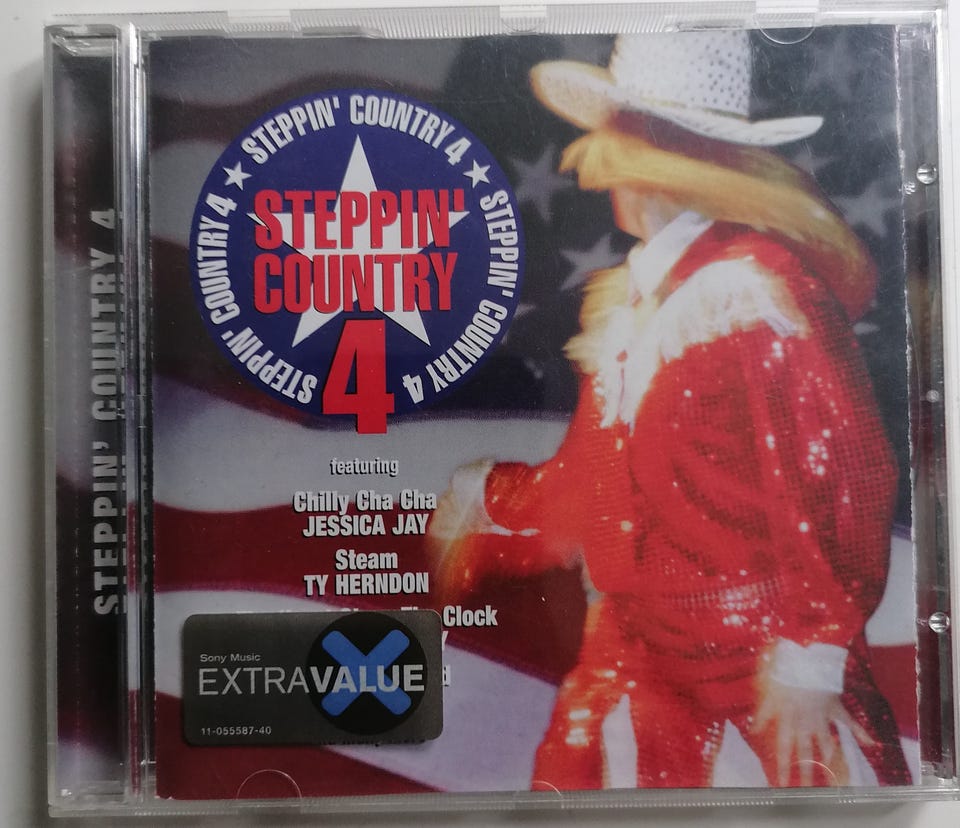 STEPPIN' COUNTRY 4
STEPPIN' COUNTRY 4
STEPPIN' COUNTRY 4
STEPPIN' COUNTRY 4
STEPPIN'
COUNTRY
4
featuring
Chilly Cha Cha
JESSICA JAY
Steam
TY HERNDON
Clock
Sony Music
EXTRAVALUE
11-055587-40